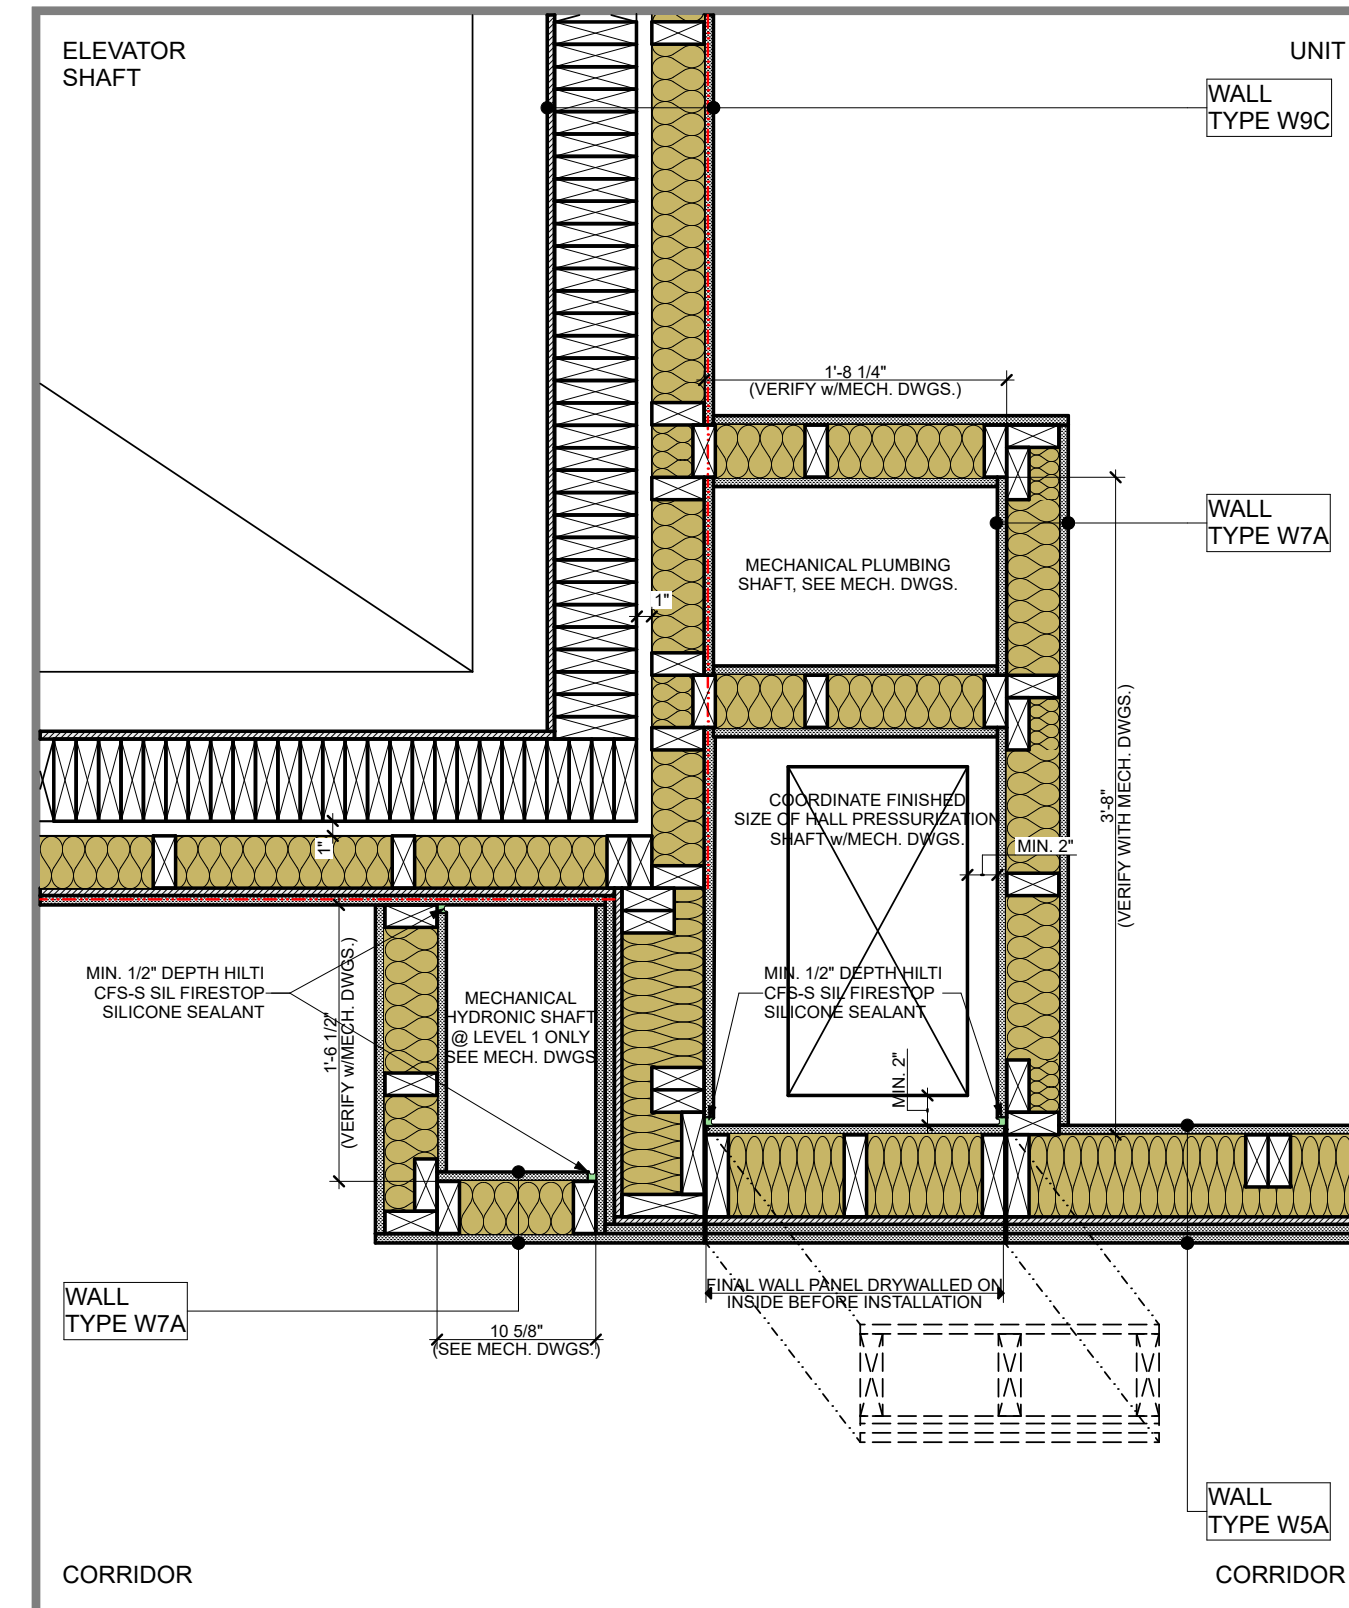 ELEVATOR
SHAFT
UNIT
WALL
TYPE W9C
1'-8 1/4"
(VERIFY w/MECH. DWGS.)
WALL
TYPE W7A
MECHANICAL PLUMBING
SHAFT, SEE MECH. DWGS.
1"
3'-8"
(VERIFY WITH MECH. DWGS.)
COORDINATE FINISHED
SIZE OF HALL PRESSURIZATION
SHAFT w/MECH. DWGS.
MIN. 2"
1"
MIN. 1/2" DEPTH HILTI
CFS-S SIL FIRESTOP
SILICONE SEALANT
1'-6 1/2"
(VERIFY w/MECH. DWGS.)
MECHANICAL
HYDRONIC SHAFT
@ LEVEL 1 ONLY
SEE MECH. DWGS
MIN. 1/2" DEPTH HILTI
CFS-S SIL FIRESTOP
SILICONE SEALANT
MIN. 2"
WALL
TYPE W7A
10 5/8"
(SEE MECH. DWGS.)
FINAL WALL PANEL DRYWALLED ON
INSIDE BEFORE INSTALLATION
WALL
TYPE W5A
CORRIDOR
CORRIDOR